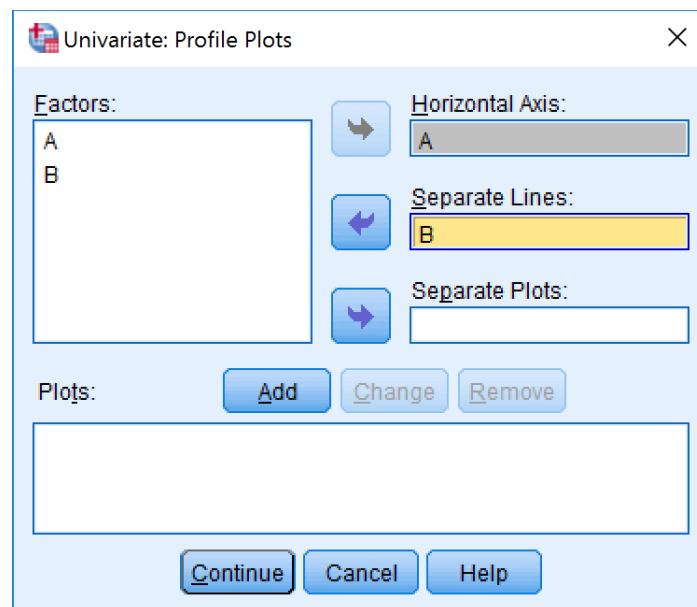 Univariate: Profile Plots
Factors:
A
B
Horizontal Axis:
A
Separate Lines:
B
Separate Plots:
Plots:
Add
Change
Remove
Continue
Cancel
Help